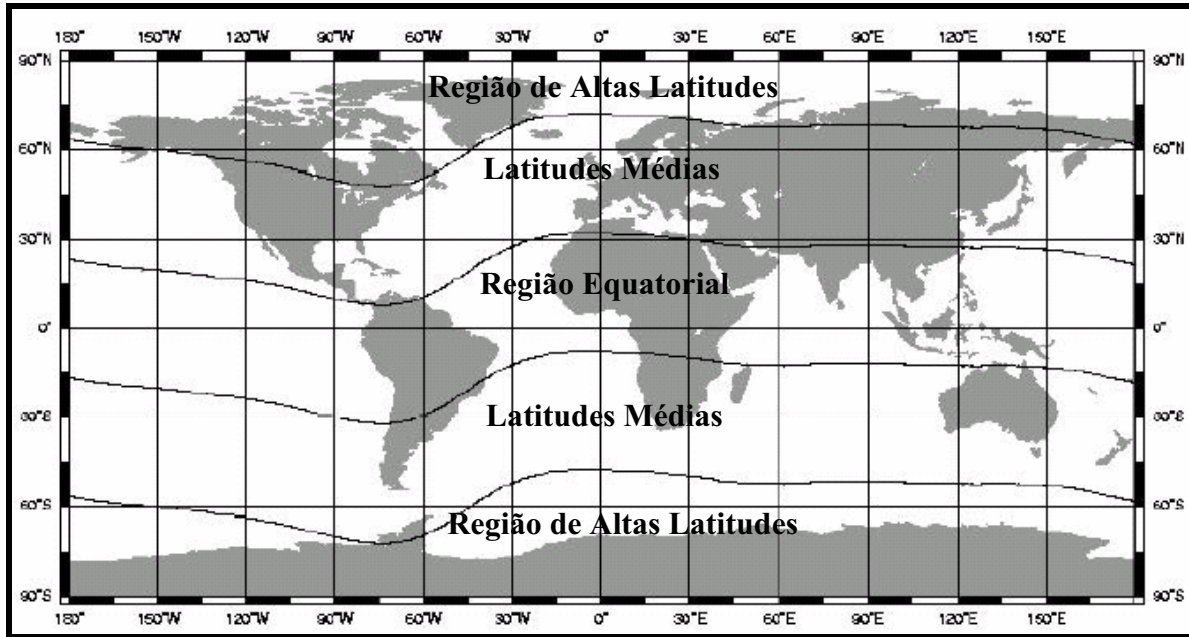 180° 150°W 120°W 90°W 60°W 30°W 0° 30°E 60°E 90°E 120°E 150°E
90°N 90°N
Região de Altas Latitudes
60°N 60°N
Latitudes Médias
30°N 30°N
Região Equatorial
0° 0°
30°S 30°S
Latitudes Médias
60°S 60°S
Região de Altas Latitudes
90°S 90°S
180° 150°W 120°W 90°W 60°W 30°W 0° 30°E 60°E 90°E 120°E 150°E